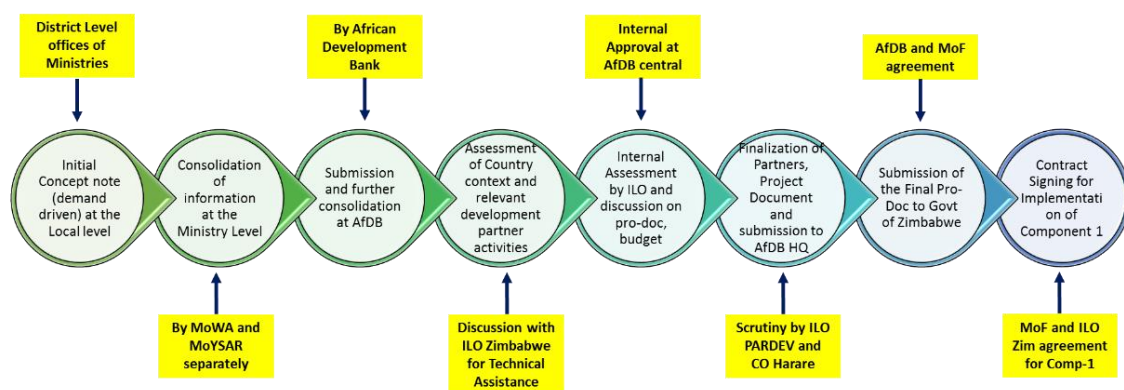 District Level
offices of
Ministries
By African
Development
Bank
Internal
Approval at
AfDB central
AfDB and MoF
agreement
Initial
Concept note
(demand
driven) at the
Local level
Consolidation
of
information
at the
Ministry Level
Submission
and further
consolidation
at AfDB
Assessment
of Country
context and
relevant
development
partner
activities
Internal
Assessment
by ILO and
discussion on
pro-doc,
budget
Finalization of
Partners,
Project
Document
and
submission to
AfDB HQ
Submission of
the Final Pro-
Doc to Govt
of Zimbabwe
Contract
Signing for
Implementati
on of
Component 1
By MoWA and
MoYSAR
separately
Discussion with
ILO Zimbabwe
for Technical
Assistance
Scrutiny by ILO
PARDEV and
CO Harare
MoF and ILO
Zim agreement
for Comp-1